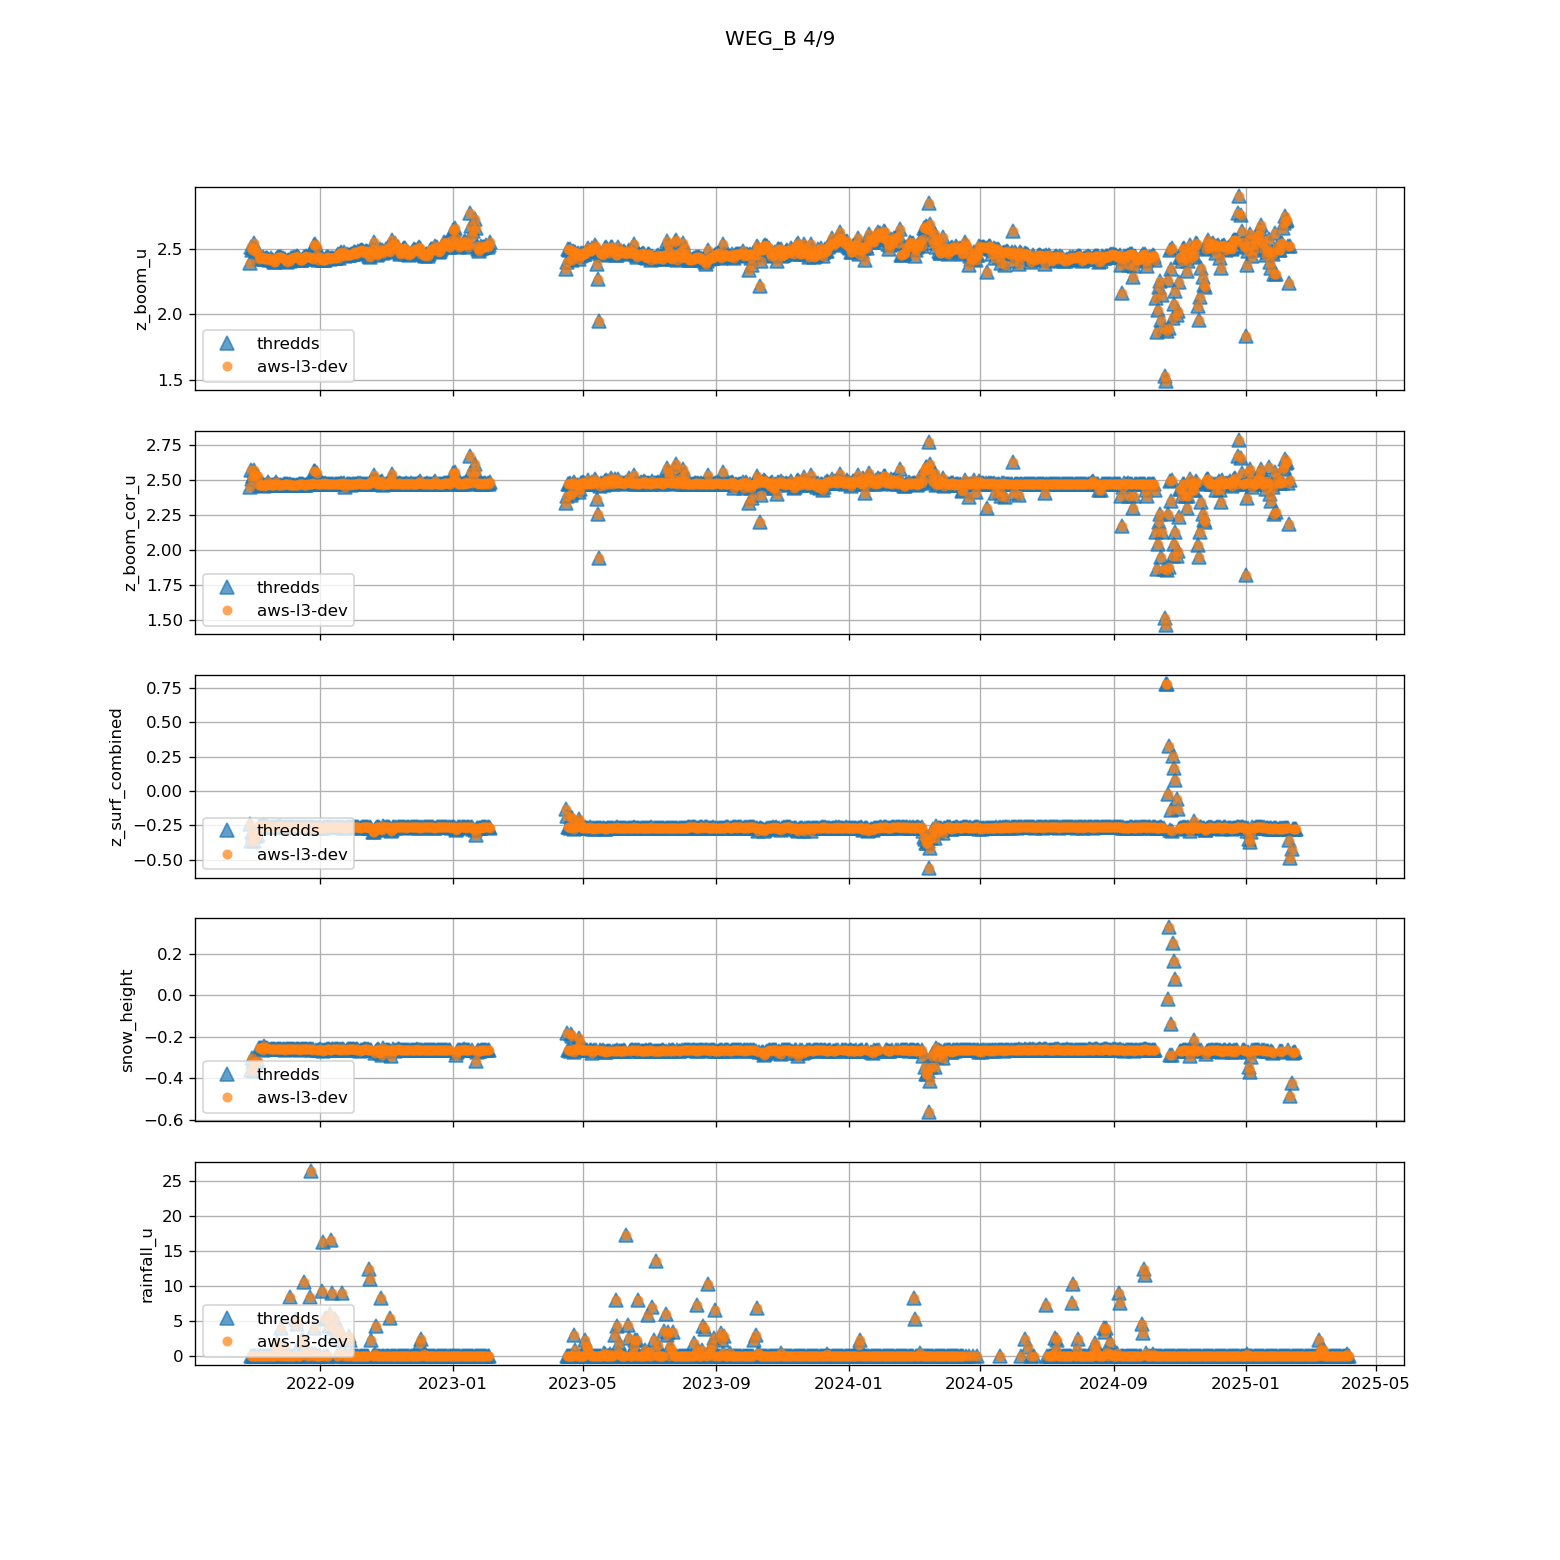 WEG_B 4/9
z_boom_u
2.5
2.0
1.5
thredds
aws-l3-dev
z_boom_cor_u
2.75
2.50
2.25
2.00
1.75
1.50
thredds
aws-l3-dev
z_surf_combined
0.75
0.50
0.25
0.00
−0.25
−0.50
thredds
aws-l3-dev
snow_height
0.2
0.0
−0.2
−0.4
−0.6
thredds
aws-l3-dev
rainfall_u
25
20
15
10
5
0
thredds
aws-l3-dev
2022-09 2023-01 2023-05 2023-09 2024-01 2024-05 2024-09 2025-01 2025-05